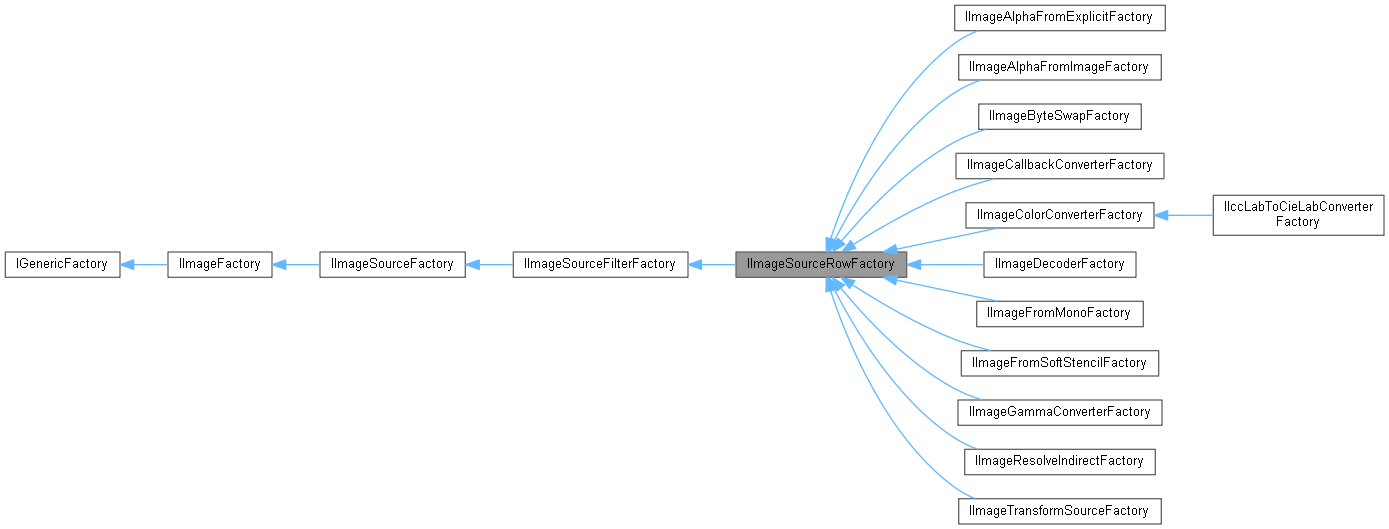 IImageAlphaFromExplicitFactory
IImageAlphaFromImageFactory
IImageByteSwapFactory
IImageCallbackConverterFactory
IImageColorConverterFactory
IIccLabToCieLabConverter
Factory
IGenericFactory
IImageFactory
IImageSourceFactory
IImageSourceFilterFactory
IImageSourceRowFactory
IImageDecoderFactory
IImageFromMonoFactory
IImageFromSoftStencilFactory
IImageGammaConverterFactory
IImageResolveIndirectFactory
IImageTransformSourceFactory